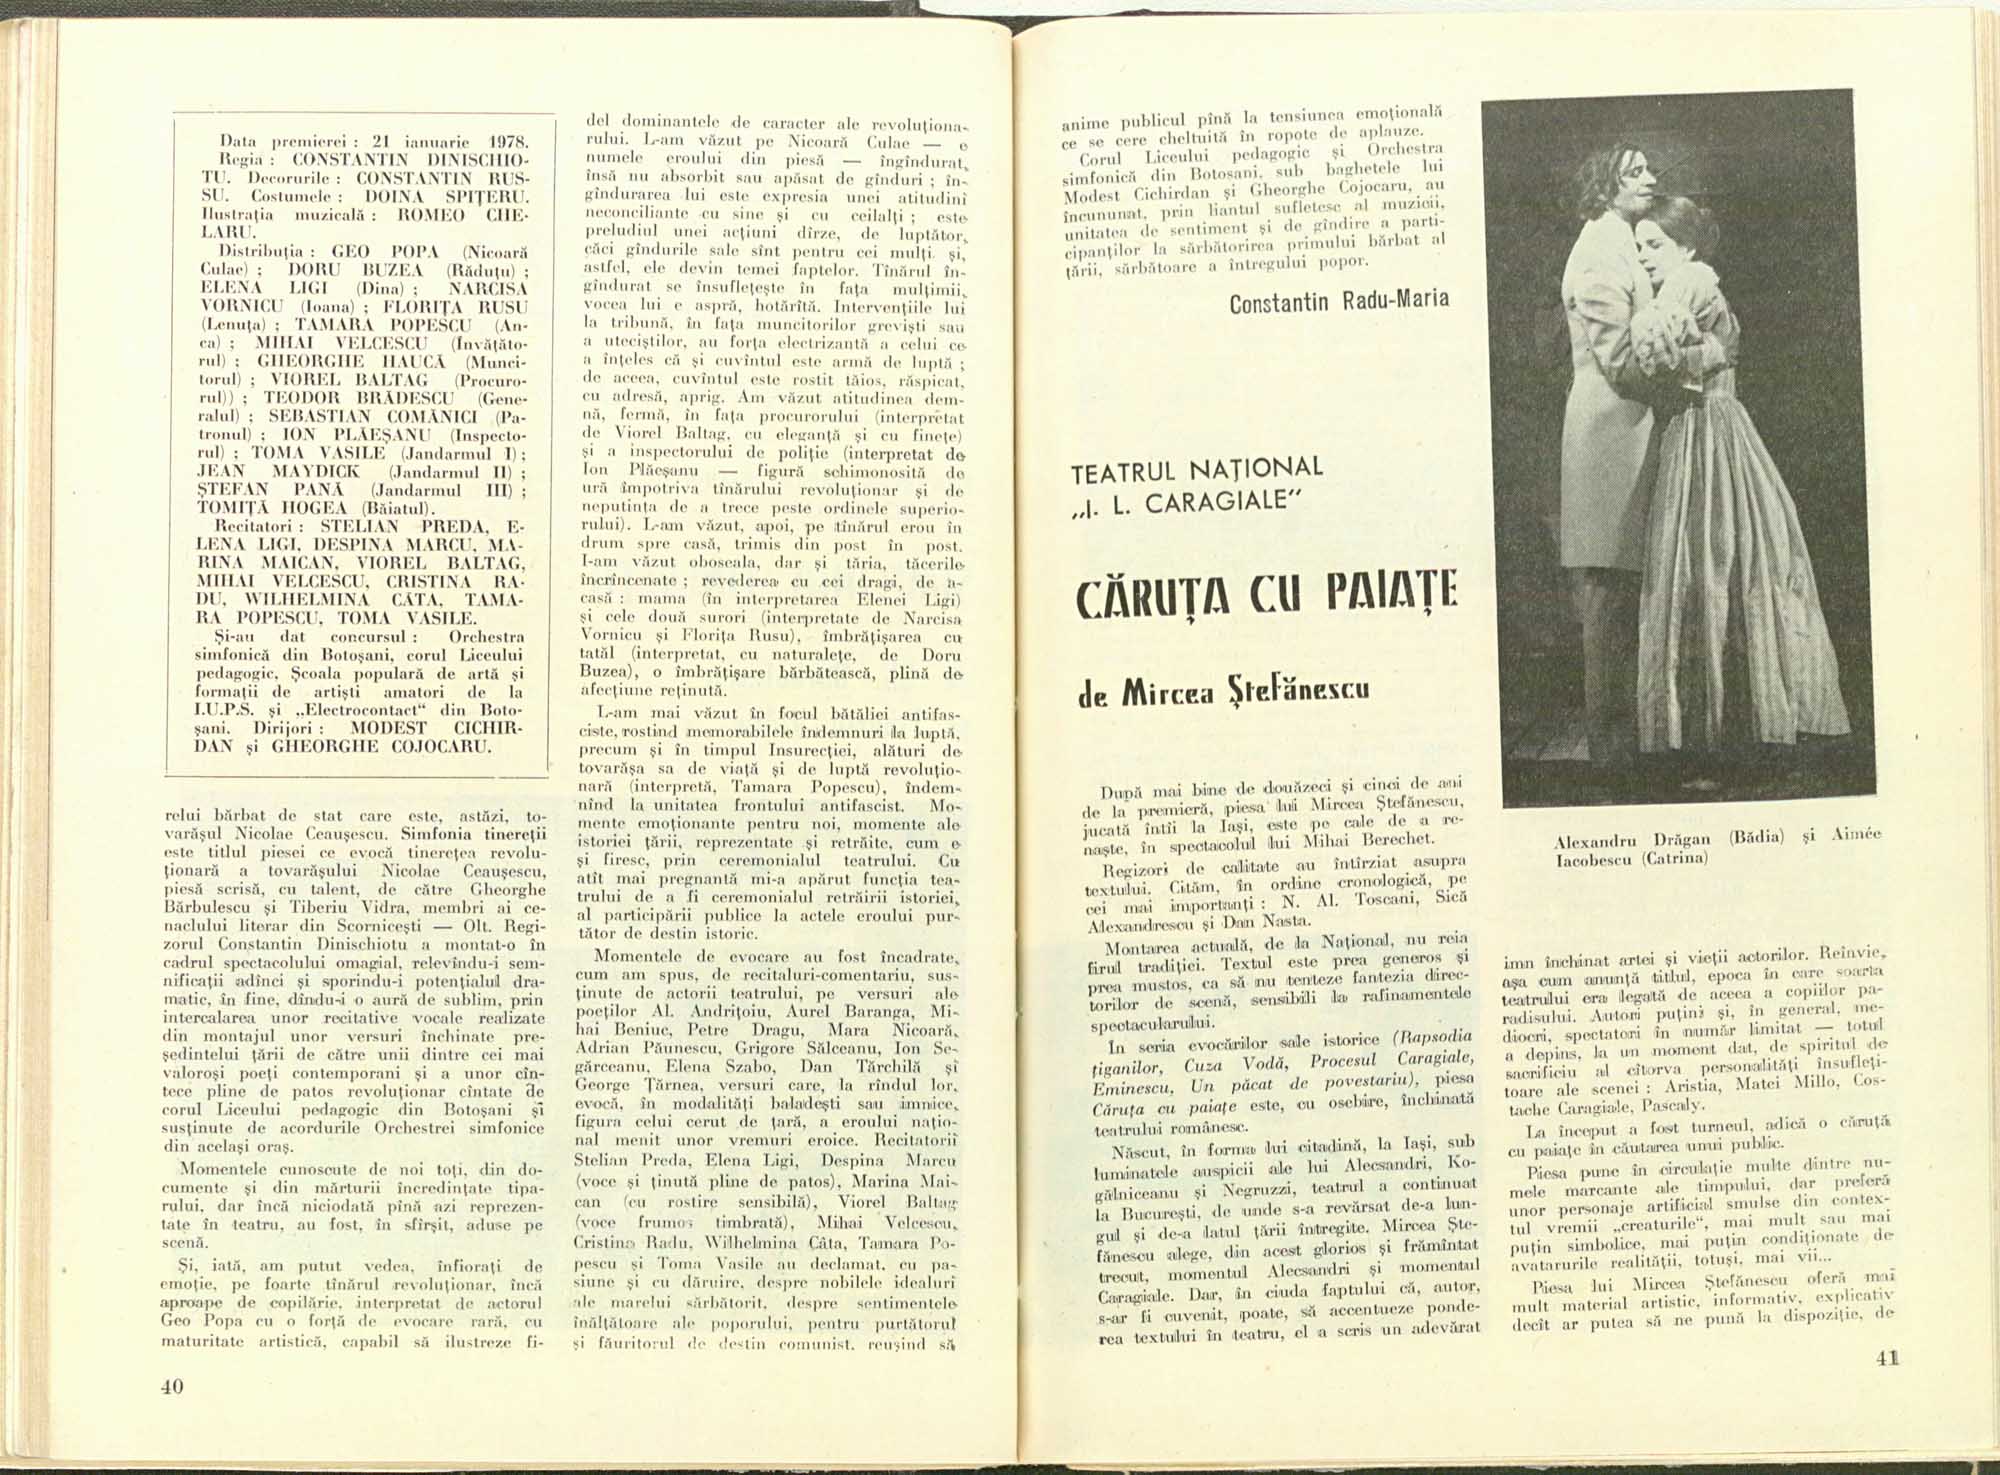 Data premierei : 21 ianuarie 1978.
Regia : CONSTANTIN DINISCHIO-
TU. Decorurile : CONSTANTIN RUS-
SU. Costumele : DOINA SPIȚERU.
Ilustrația muzicală : ROMEO CHE-
LARU.
Distribuția : GEO POPA (Nicoară
Culae) ; DORU BUZEA (Răduțu) ;
ELENA LIGI (Dina) ; NARCISA
VORNICU (Ioana) ; FLORIȚA RUSU
(Lenuța) ; TAMARA POPESCU (An-
ca) ; MIHAI VELCESCU (Învățăto-
rul) ; GHEORGHE HAUCĂ (Munci-
torul) ; VIOREL BALTAG (Procuro-
rul)) ; TEODOR BRĂDESCU (Gene-
ralul) ; SEBASTIAN COMĂNICI (Pa-
tronul) ; ION PLĂEȘANU (Inspecto-
rul) ; TOMA VASILE (Jandarmul I) ;
JEAN MAYDICK (Jandarmul II) ;
ȘTEFAN PANĂ (Jandarmul III) ;
TOMIȚĂ HOGEA (Băiatul).
Recitatori : STELIAN PREDA, E-
LENA LIGI, DESPINA MARCU, MA-
RINA MAICAN, VIOREL BALTAG,
MIHAI VELCESCU, CRISTINA RA-
DU, WILHELMINA CÂTA, TAMA-
RA POPESCU, TOMA VASILE.
Și-au dat concursul : Orchestra
simfonică din Botoșani, corul Liceului
pedagogic, Școala populară de artă și
formații de artiști amatori de la
I.U.P.S. și „Electrocontact“ din Boto-
șani. Dirijori : MODEST CICHIR-
DAN și GHEORGHE COJOCARU.
relui bărbat de stat care este, astăzi, to-
varășul Nicolae Ceaușescu. Simfonia tinereții
este titlul piesei ce evocă tinerețea revolu-
ționară a tovarășului Nicolae Ceaușescu,
piesă scrisă, cu talent, de către Gheorghe
Bărbulescu și Tiberiu Vidra, membri ai ce-
naclului literar din Scornicești — Olt. Regi-
zorul Constantin Dinischiotu a montat-o în
cadrul spectacolului omagial, relevîndu-i sem-
nificații adînci și sporindu-i potențialul dra-
matic, în fine, dîndu-i o aură de sublim, prin
intercalarea unor recitative vocale realizate
din montajul unor versuri închinate pre-
ședintelui țării de către unii dintre cei mai
valoroși poeți contemporani și a unor cîn-
tece pline de patos revoluționar cîntate de
corul Liceului pedagogic din Botoșani și
susținute de acordurile Orchestrei simfonice
din același oraș.
Momentele cunoscute de noi toți, din do-
cumente și din mărturii încredințate tipa-
rului, dar încă niciodată pînă azi reprezen-
tate în teatru, au fost, în sfîrșit, aduse pe
scenă.
Și, iată, am putut vedea, înfiorați de
emoție, pe foarte tînărul revoluționar, încă
aproape de copilărie, interpretat de actorul
Geo Popa cu o forță de evocare rară, cu
maturitate artistică, capabil să ilustreze fi-
40
del dominantele de caracter ale revoluționa-
rului. L-am văzut pe Nicoară Culae — e
numele eroului din piesă — îngîndurat,
însă nu absorbit sau apăsat de gînduri ; în-
gîndurarea lui este expresia unei atitudini
neconciliante cu sine și cu ceilalți ; este
preludiul unei acțiuni dîrze, de luptător,
căci gîndurile sale sînt pentru cei mulți și,
astfel, ele devin temei faptelor. Tînărul în-
gîndurat se însuflețește în fața mulțimii,
vocea lui e aspră, hotărîtă. Intervențiile lui
la tribună, în fața muncitorilor greviști sau
a uteciștilor, au forța electrizantă a celui ce
a înțeles că și cuvîntul este armă de luptă ;
de aceea, cuvîntul este rostit tăios, răspicat,
cu adresă, aprig. Am văzut atitudinea dem-
nă, fermă, în fața procurorului (interpretat
de Viorel Baltag, cu eleganță și cu finețe)
și a inspectorului de poliție (interpretat de
Ion Plăeșanu — figură schimonosită de
ură împotriva tînărului revoluționar și de
neputința de a trece peste ordinele superio-
rului). L-am văzut, apoi, pe tînărul erou în
drum spre casă, trimis din post în post.
I-am văzut oboseala, dar și tăria, tăcerile
încrîncenate ; revederea cu cei dragi, de a-
casă : mama (în interpretarea Elenei Ligi)
și cele două surori (interpretate de Narcisa
Vornicu și Florița Rusu), îmbrățișarea cu
tatăl (interpretat, cu naturalețe, de Doru
Buzea), o îmbrățișare bărbătească, plină de
afecțiune reținută.
L-am mai văzut în focul bătăliei antifas-
ciste, rostind memorabilele îndemnuri la luptă,
precum și în timpul Insurecției, alături de
tovarășa sa de viață și de luptă revoluțio-
nară (interpretă, Tamara Popescu), îndem-
nînd la unitatea frontului antifascist. Mo-
mente emoționante pentru noi, momente ale
istoriei țării, reprezentate și retrăite, cum e
și firesc, prin ceremonialul teatrului. Cu
atît mai pregnantă mi-a apărut funcția tea-
trului de a fi ceremonialul retrăirii istoriei,
al participării publice la actele eroului pur-
tător de destin istoric.
Momentele de evocare au fost încadrate,
cum am spus, de recitaluri-comentariu, sus-
ținute de actorii teatrului, pe versuri ale
poeților Al. Andrițoiu, Aurel Baranga, Mi-
hai Beniuc, Petre Dragu, Mara Nicoară,
Adrian Păunescu, Grigore Sălceanu, Ion Se-
gărceanu, Elena Szabo, Dan Tărchilă și
George Țărnea, versuri care, la rîndul lor,
evocă, în modalități baladești sau imnice,
figura celui cerut de țară, a eroului națio-
nal menit unor vremuri eroice. Recitatorii
Stelian Preda, Elena Ligi, Despina Marcu
(voce și ținută pline de patos), Marina Mai-
can (cu rostire sensibilă), Viorel Baltag
(voce frumos timbrată), Mihai Velcescu,
Cristina Radu, Wilhelmina Câta, Tamara Po-
pescu și Toma Vasile au declamat, cu pa-
siune și cu dăruire, despre nobilele idealuri
ale marelui sărbătorit, despre sentimentele
înălțătoare ale poporului, pentru purtătorul
și făuritorul de destin comunist, reușind să
anime publicul pînă la tensiunea emoțională
ce se cere cheltuită în ropote de aplauze.
Corul Liceului pedagogic și Orchestra
simfonică din Botoșani, sub baghetele lui
Modest Cichirdan și Gheorghe Cojocaru, au
încununat, prin liantul sufletesc al muzicii,
unitatea de sentiment și de gîndire a parti-
cipanților la sărbătorirea primului bărbat al
țării, sărbătoare a întregului popor.
Constantin Radu-Maria
TEATRUL NAȚIONAL
„I. L. CARAGIALE”
CĂRUȚA CU PAIAȚE
de Mircea Ștefănescu
După mai bine de douăzeci și cinci de ani
de la premieră, piesa lui Mircea Ștefănescu,
jucată întîi la Iași, este pe cale de a re-
naște, în spectacolul lui Mihai Berechet.
Regizori de calitate au întîrziat asupra
textului. Cităm, în ordine cronologică, pe
cei mai importanți : N. Al. Toscani, Sică
Alexandrescu și Dan Nasta.
Montarea actuală, de la Național, nu reia
firul tradiției. Textul este prea generos și
prea mustos, ca să nu tenteze fantezia direc-
torilor de scenă, sensibili la rafinamentele
spectacularului.
În seria evocărilor sale istorice (Rapsodia
țiganilor, Cuza Vodă, Procesul Caragiale,
Eminescu, Un păcat de povestariu), piesa
Căruța cu paiațe este, cu osebire, închinată
teatrului românesc.
Născut, în forma lui citadină, la Iași, sub
luminatele auspicii ale lui Alecsandri, Ko-
gălniceanu și Negruzzi, teatrul a continuat
la București, de unde s-a revărsat de-a lun-
gul și de-a latul țării întregite. Mircea Ște-
fănescu alege, din acest glorios și frămîntat
trecut, momentul Alecsandri și momentul
Caragiale. Dar, în ciuda faptului că, autor,
s-ar fi cuvenit, poate, să accentueze ponde-
rea textului în teatru, el a scris un adevărat
Alexandru Drăgan (Bădia) și Aimée
Iacobescu (Catrina)
imn închinat artei și vieții actorilor. Reînvie,
așa cum anunță titlul, epoca în care soarta
teatrului era legată de aceea a copiilor pa-
radisului. Autori puțini și, în general, me-
diocri, spectatori în număr limitat — totul
a depins, la un moment dat, de spiritul de
sacrificiu al cîtorva personalități însufleți-
toare ale scenei : Aristia, Matei Millo, Cos-
tache Caragiale, Pascaly.
La început a fost turneul, adică o căruță
cu paiațe în căutarea unui public.
Piesa pune în circulație multe dintre nu-
mele marcante ale timpului, dar preferă
unor personaje artificial smulse din contex-
tul vremii „creaturile“, mai mult sau mai
puțin simbolice, mai puțin condiționate de
avatarurile realității, totuși, mai vii...
Piesa lui Mircea Ștefănescu oferă mai
mult material artistic, informativ, explicativ
decît ar putea să ne pună la dispoziție, de
41